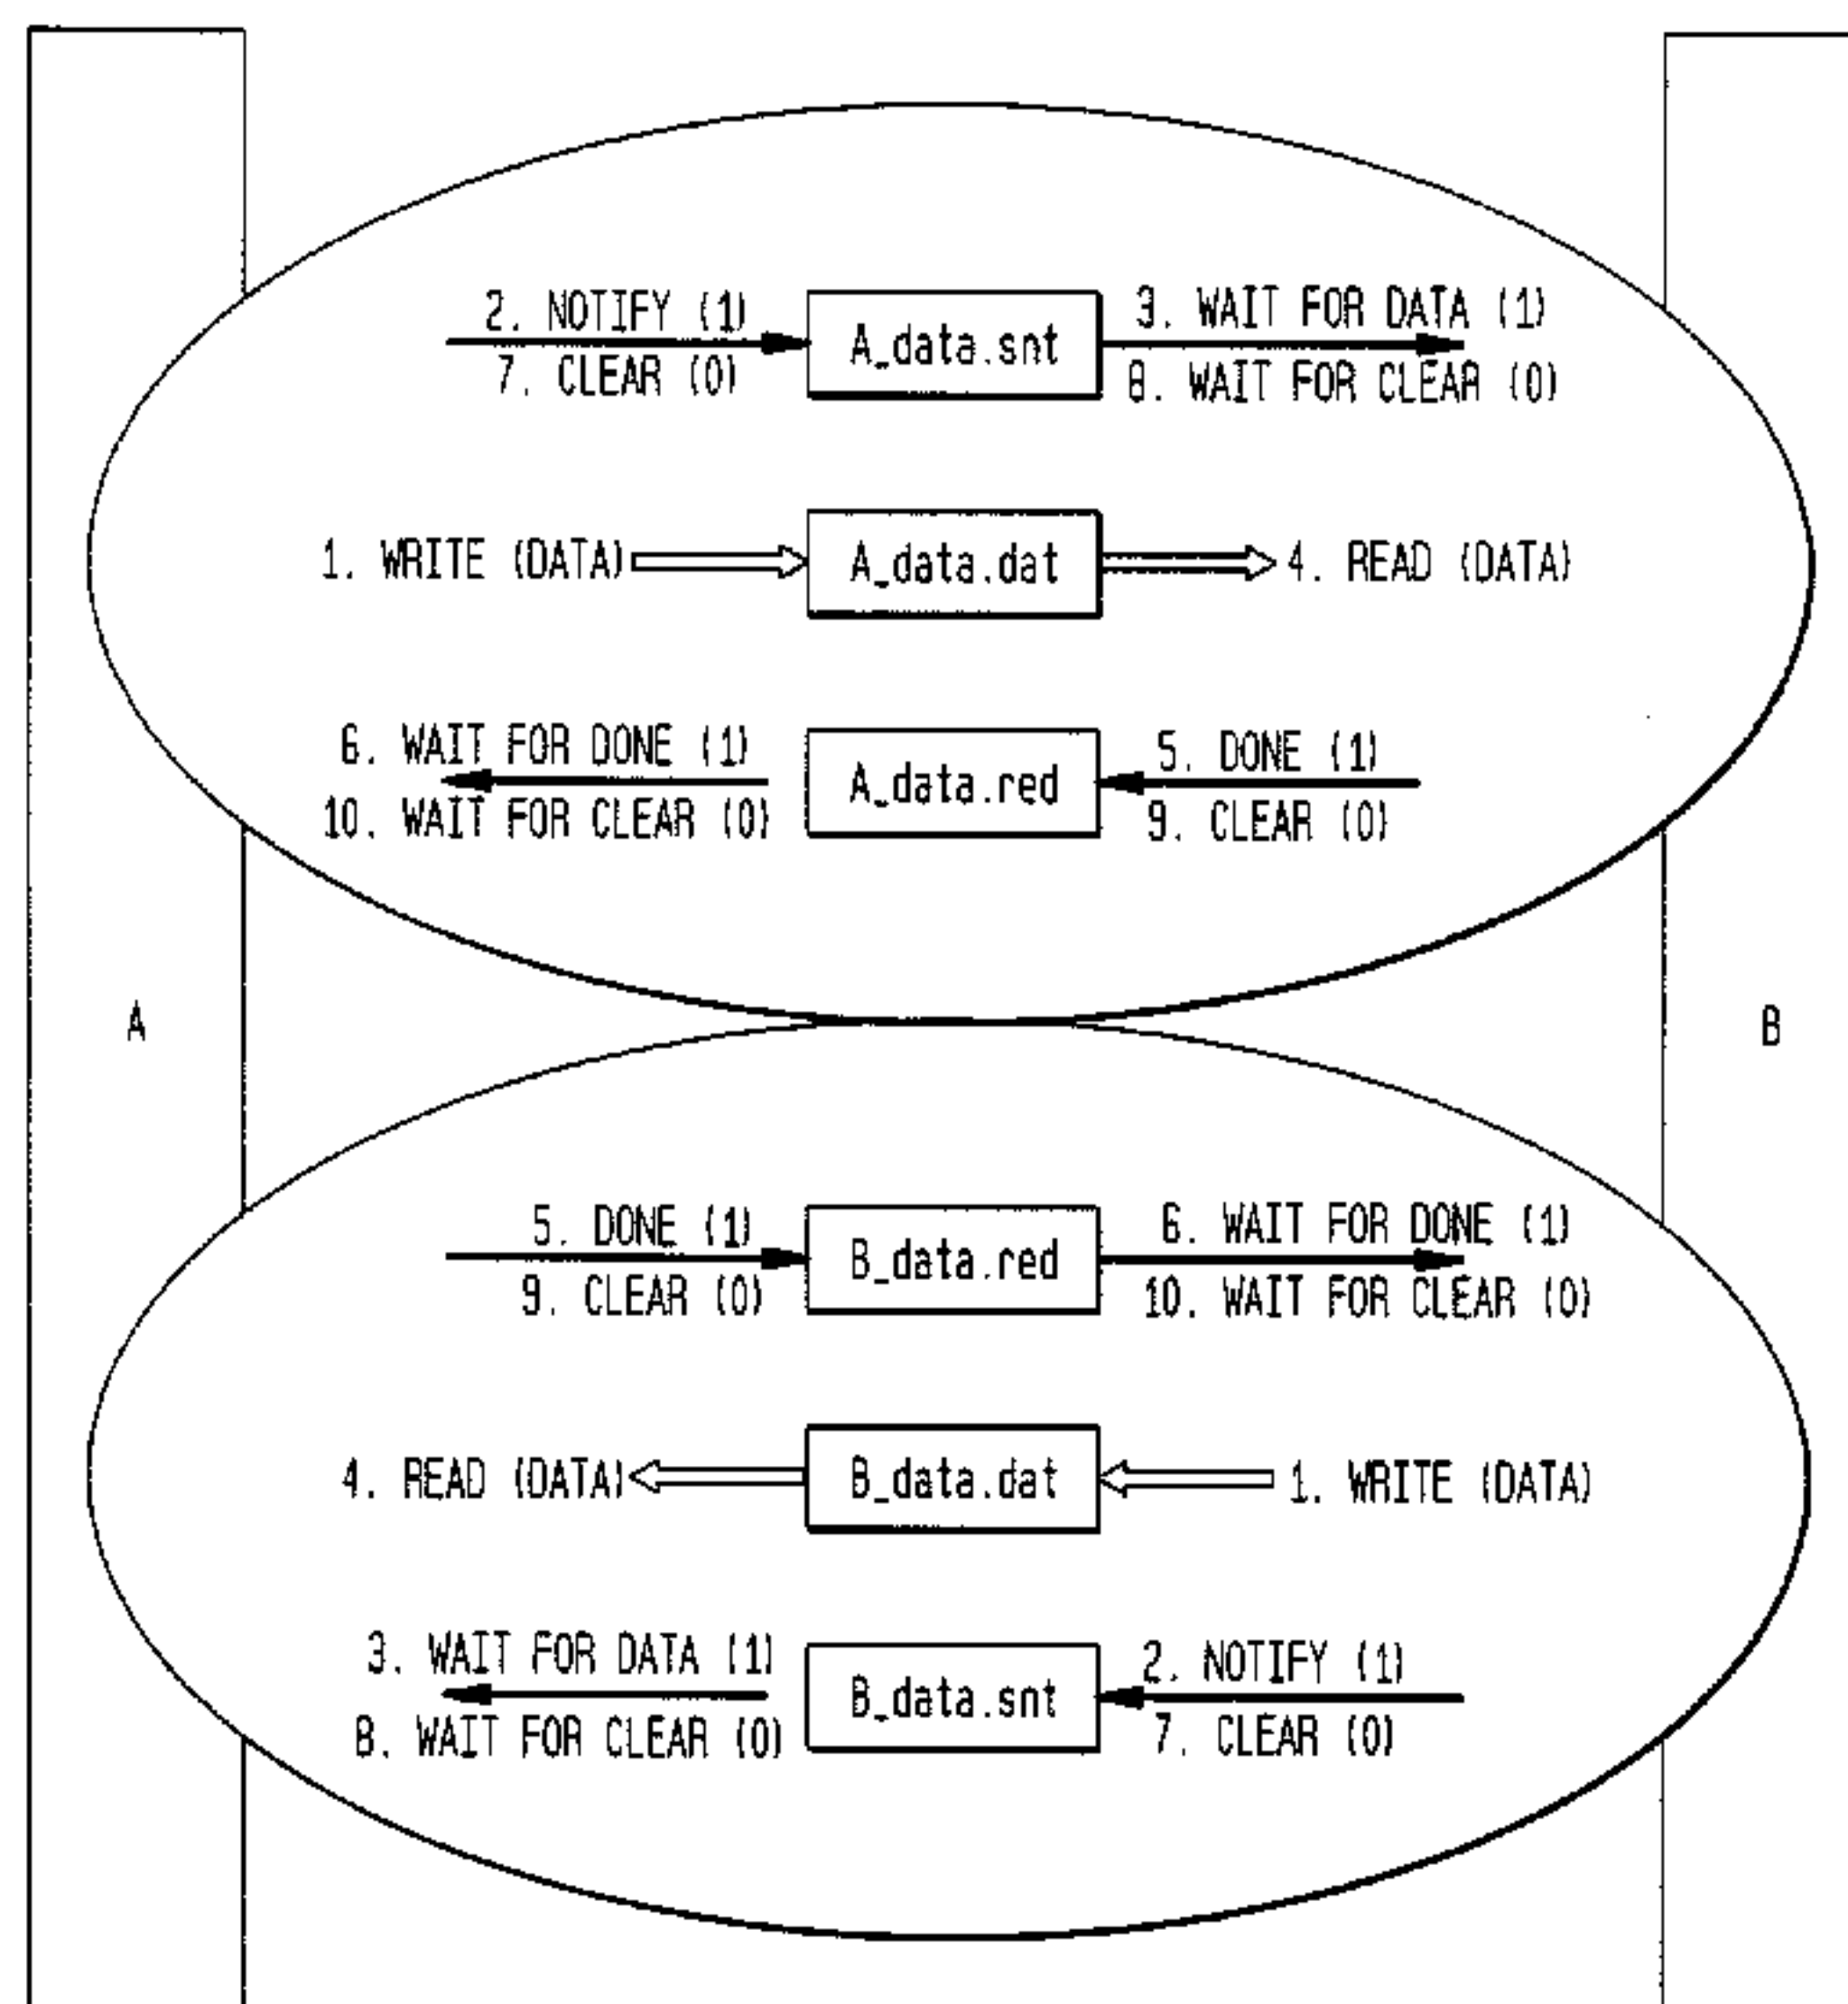 2. NOTIFY (1)
7. CLEAR (0)
A_data.snt
3. WAIT FOR DATA (1)
8. WAIT FOR CLEAR (0)
1. WRITE (DATA)
A_data.dat
4. READ (DATA)
6. WAIT FOR DONE (1)
10. WAIT FOR CLEAR (0)
A_data.red
5. DONE (1)
9. CLEAR (0)
A
B
5. DONE (1)
9. CLEAR (0)
B_data.red
6. WAIT FOR DONE (1)
10. WAIT FOR CLEAR (0)
4. READ (DATA)
B_data.dat
1. WRITE (DATA)
3. WAIT FOR DATA (1)
8. WAIT FOR CLEAR (0)
B_data.snt
2. NOTIFY (1)
7. CLEAR (0)